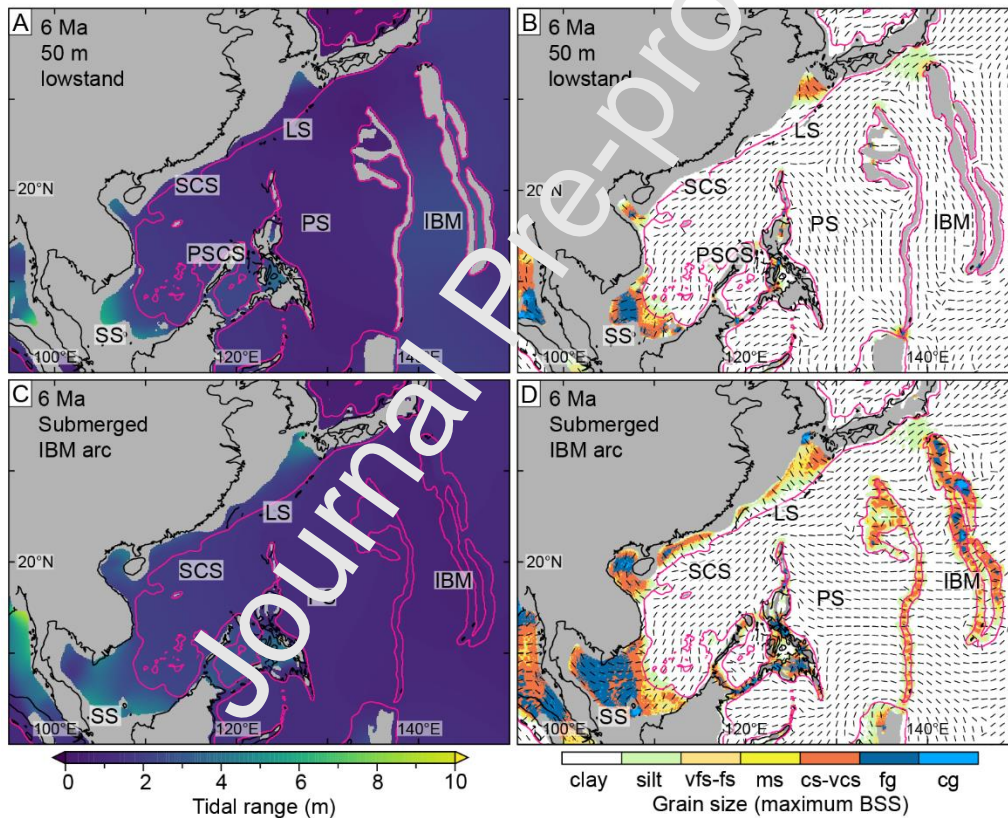 A
6 Ma
50 m
lowstand
LS
20°N
SCS
PSCS
PS
IBM
SS
100°E
120°E
140°E
B
6 Ma
50 m
lowstand
LS
20°N
SCS
PSCS
PS
IBM
SS
100°E
120°E
140°E
C
6 Ma
Submerged
IBM arc
LS
20°N
SCS
PS
IBM
SS
100°E
120°E
140°E
D
6 Ma
Submerged
IBM arc
LS
20°N
SCS
PS
IBM
SS
100°E
120°E
140°E
0 2 4 6 8 10
Tidal range (m)
clay silt vfs-fs ms cs-vcs fg cg
Grain size (maximum BSS)
Journal Pre-pro